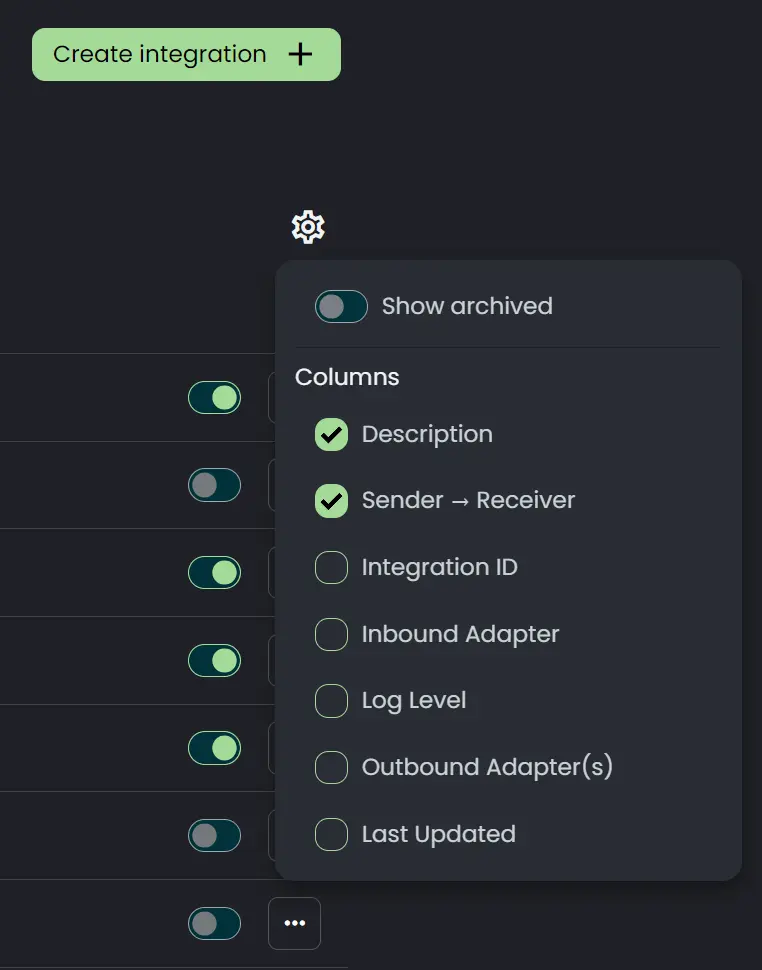 Create integration
Show archived
Columns
Description
Sender → Receiver
Integration ID
Inbound Adapter
Log Level
Outbound Adapter(s)
Last Updated